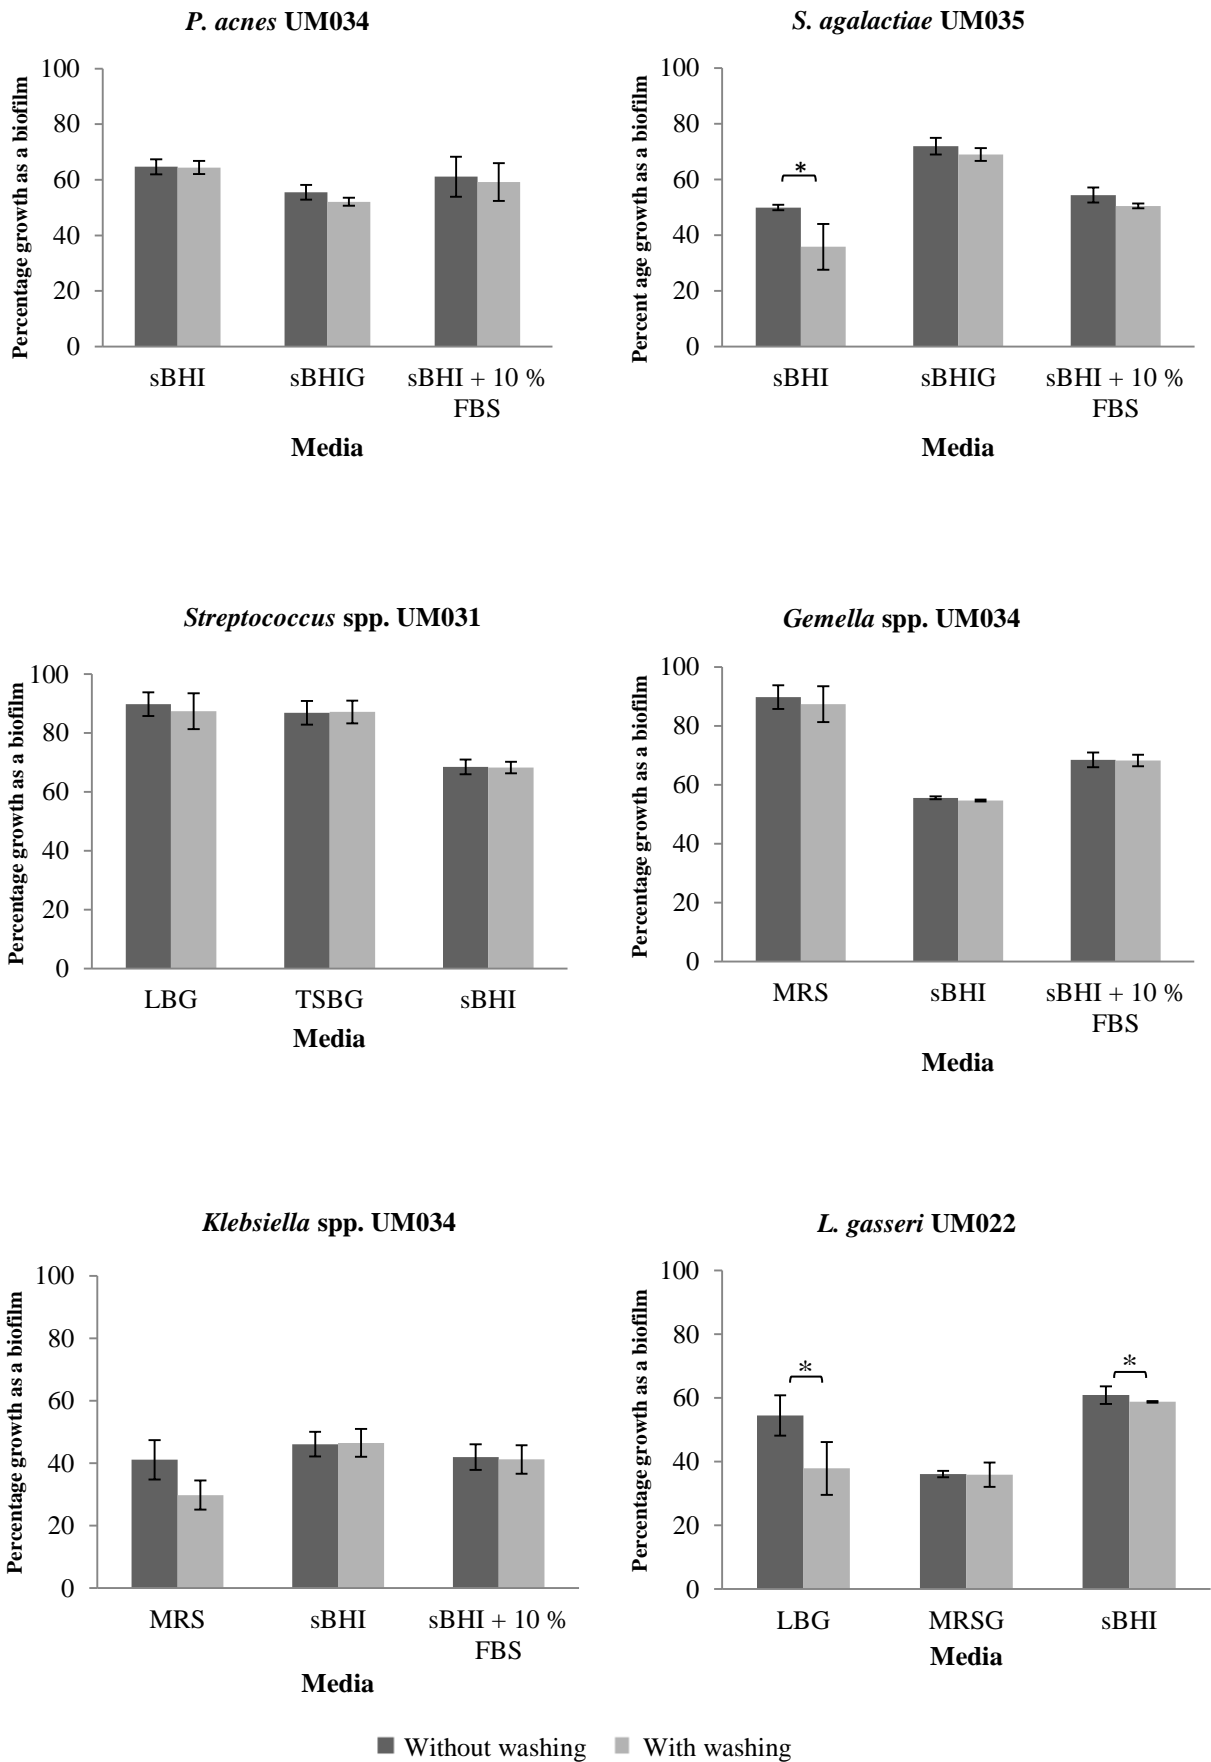 P. acnes UM034
Percentage growth as a biofilm
100
80
60
40
20
0
sBHI
sBHIG
sBHI + 10 %
FBS
Media
S. agalactiae UM035
Percent age growth as a biofilm
100
80
60
40
20
0
*
sBHI
sBHIG
sBHI + 10 %
FBS
Media
Streptococcus spp. UM031
Percentage growth as a biofilm
100
80
60
40
20
0
LBG
TSBG
sBHI
Media
Gemella spp. UM034
Percentage growth as a biofilm
100
80
60
40
20
0
MRS
sBHI
sBHI + 10 %
FBS
Media
Klebsiella spp. UM034
Percentage growth as a biofilm
100
80
60
40
20
0
MRS
sBHI
sBHI + 10 %
FBS
Media
L. gasseri UM022
Percentage growth as a biofilm
100
80
60
40
20
0
*
*
LBG
MRSG
sBHI
Media
Without washing
With washing